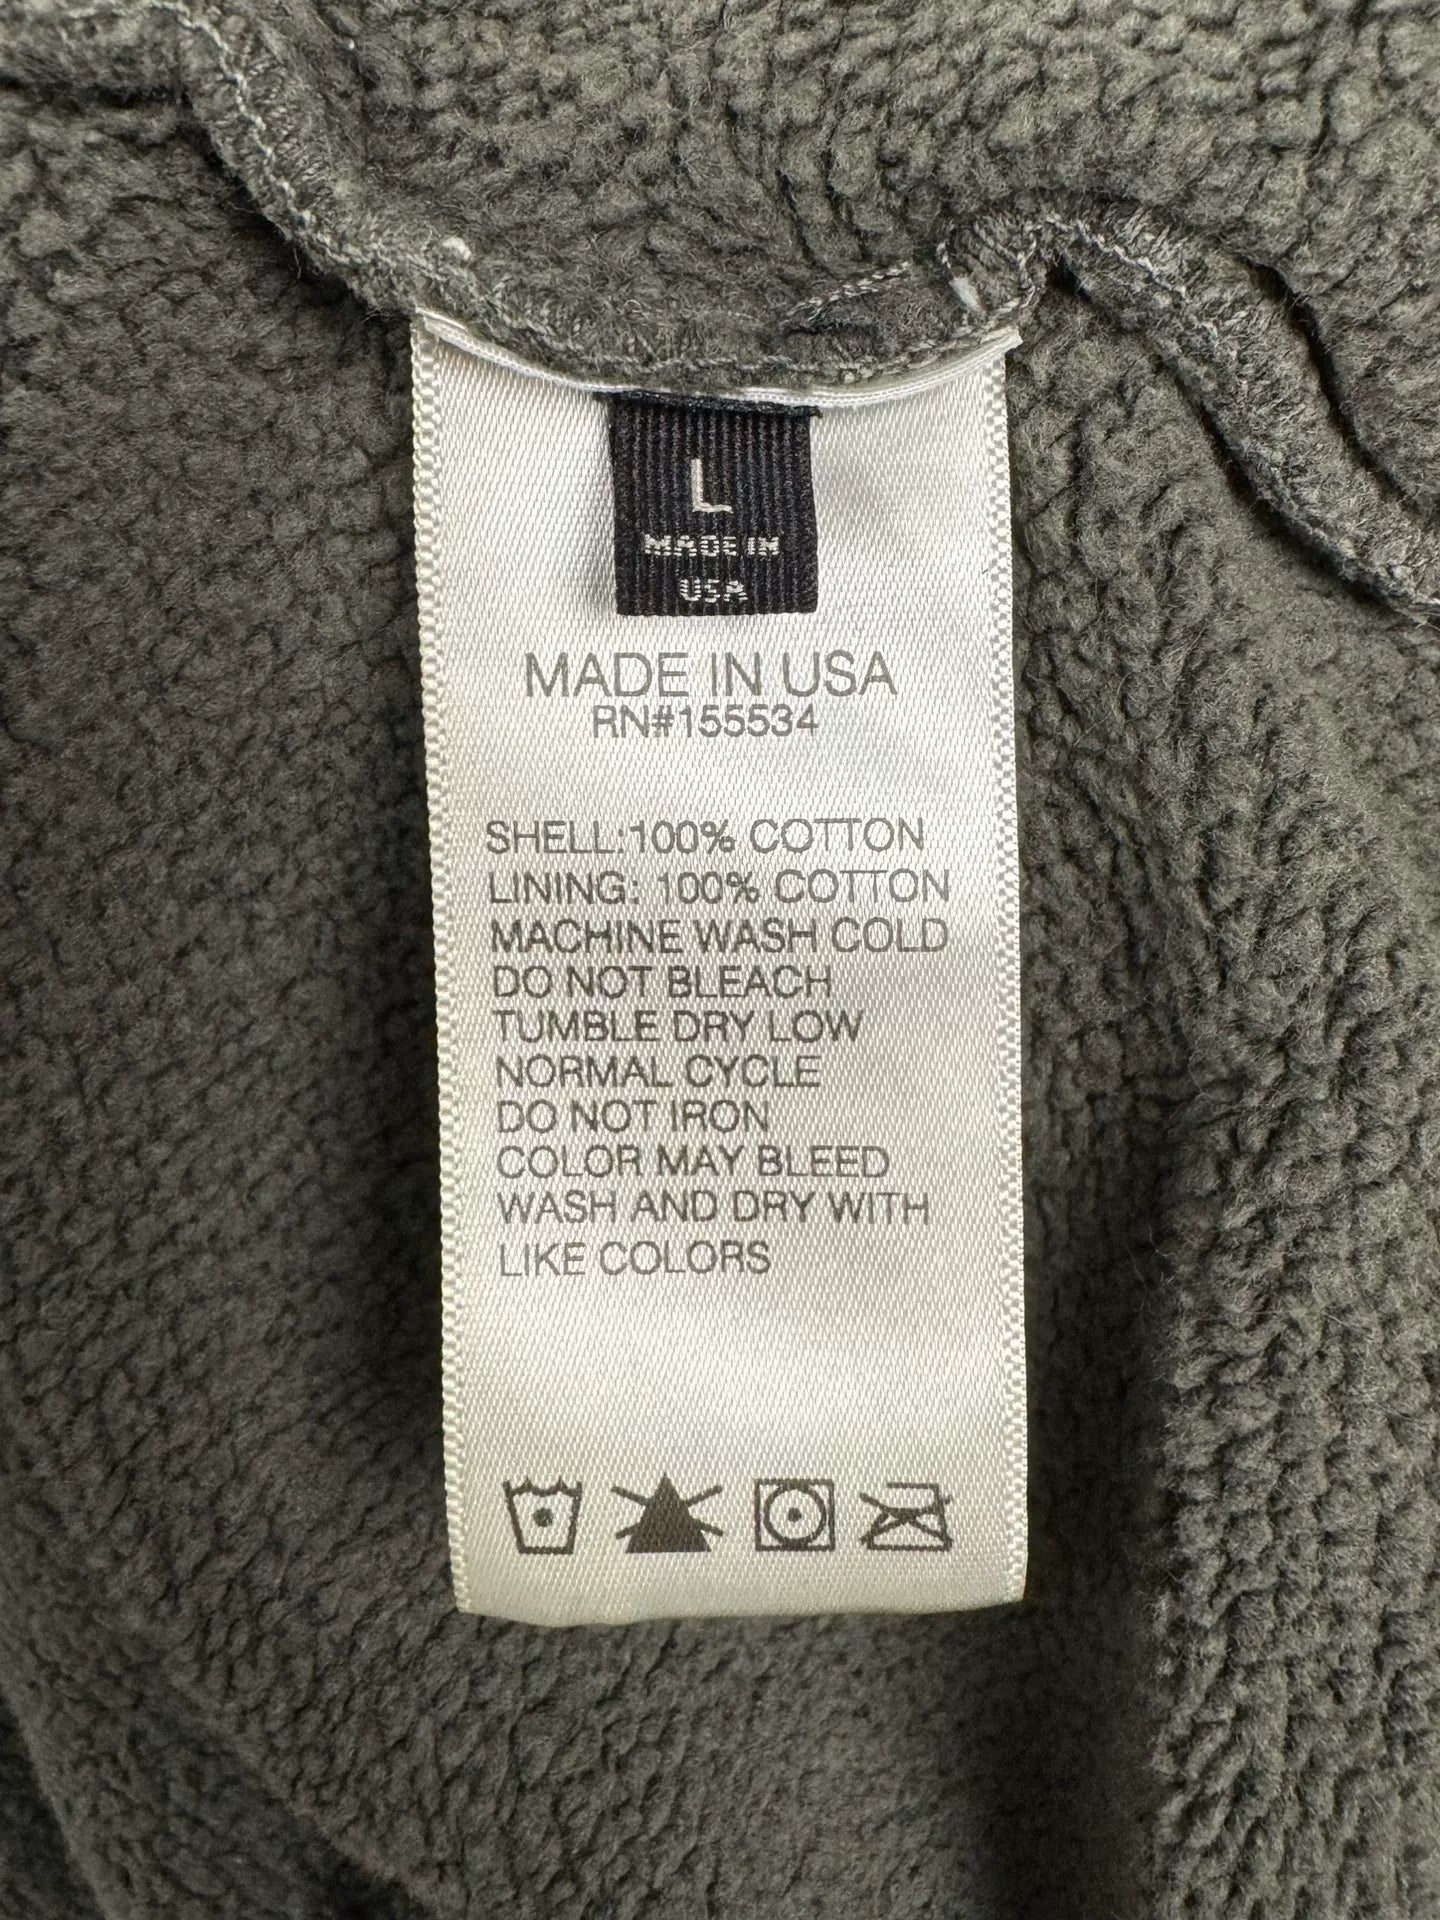 L
MADE IN
USA
MADE IN USA
RN#155534
SHELL:100% COTTON
LINING: 100% COTTON
MACHINE WASH COLD
DO NOT BLEACH
TUMBLE DRY LOW
NORMAL CYCLE
DO NOT IRON
COLOR MAY BLEED
WASH AND DRY WITH
LIKE COLORS